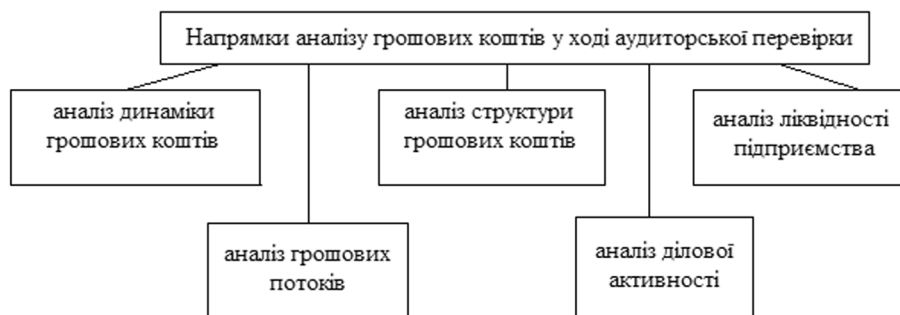 Напрямки аналізу грошових коштів у ході аудиторської перевірки
аналіз динаміки
грошових коштів
аналіз структури
грошових коштів
аналіз ліквідності
підприємства
аналіз грошових
потоків
аналіз ділової
активності